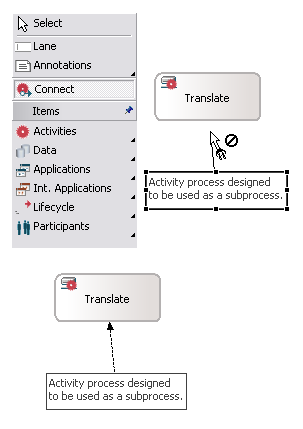 Select
Lane
Annotations
Connect
Items
Activities
Data
Applications
Int. Applications
Lifecycle
Participants
Translate
Activity process designed
to be used as a subprocess.
Translate
Activity process designed
to be used as a subprocess.